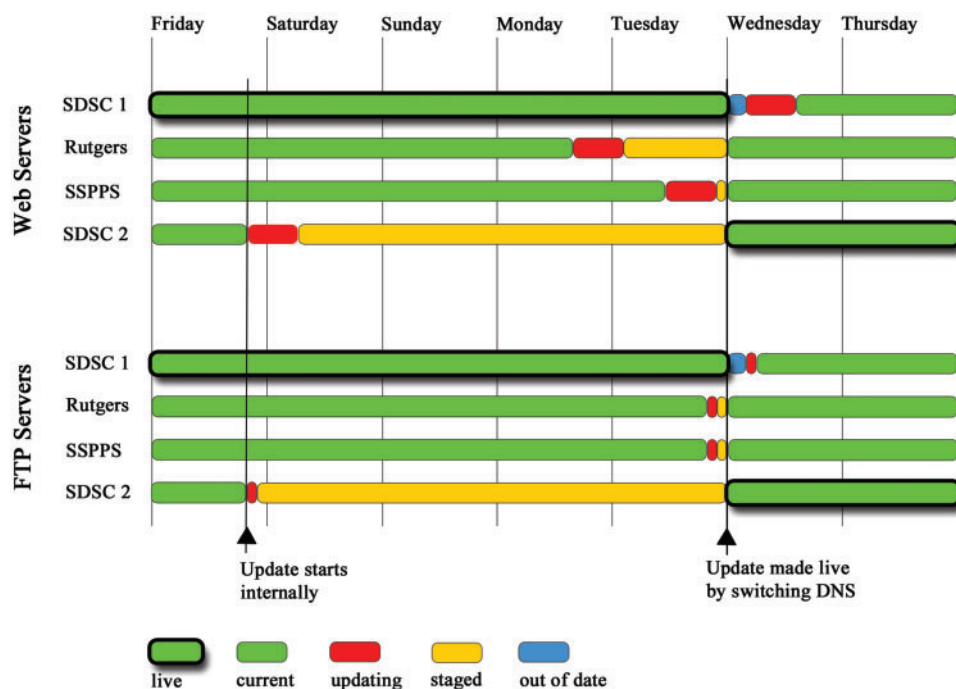 Friday Saturday Sunday Monday Tuesday Wednesday Thursday
Web Servers
SDSC 1
Rutgers
SSPPS
SDSC 2
FTP Servers
SDSC 1
Rutgers
SSPPS
SDSC 2
Update starts
internally
Update made live
by switching DNS
live current updating staged out of date